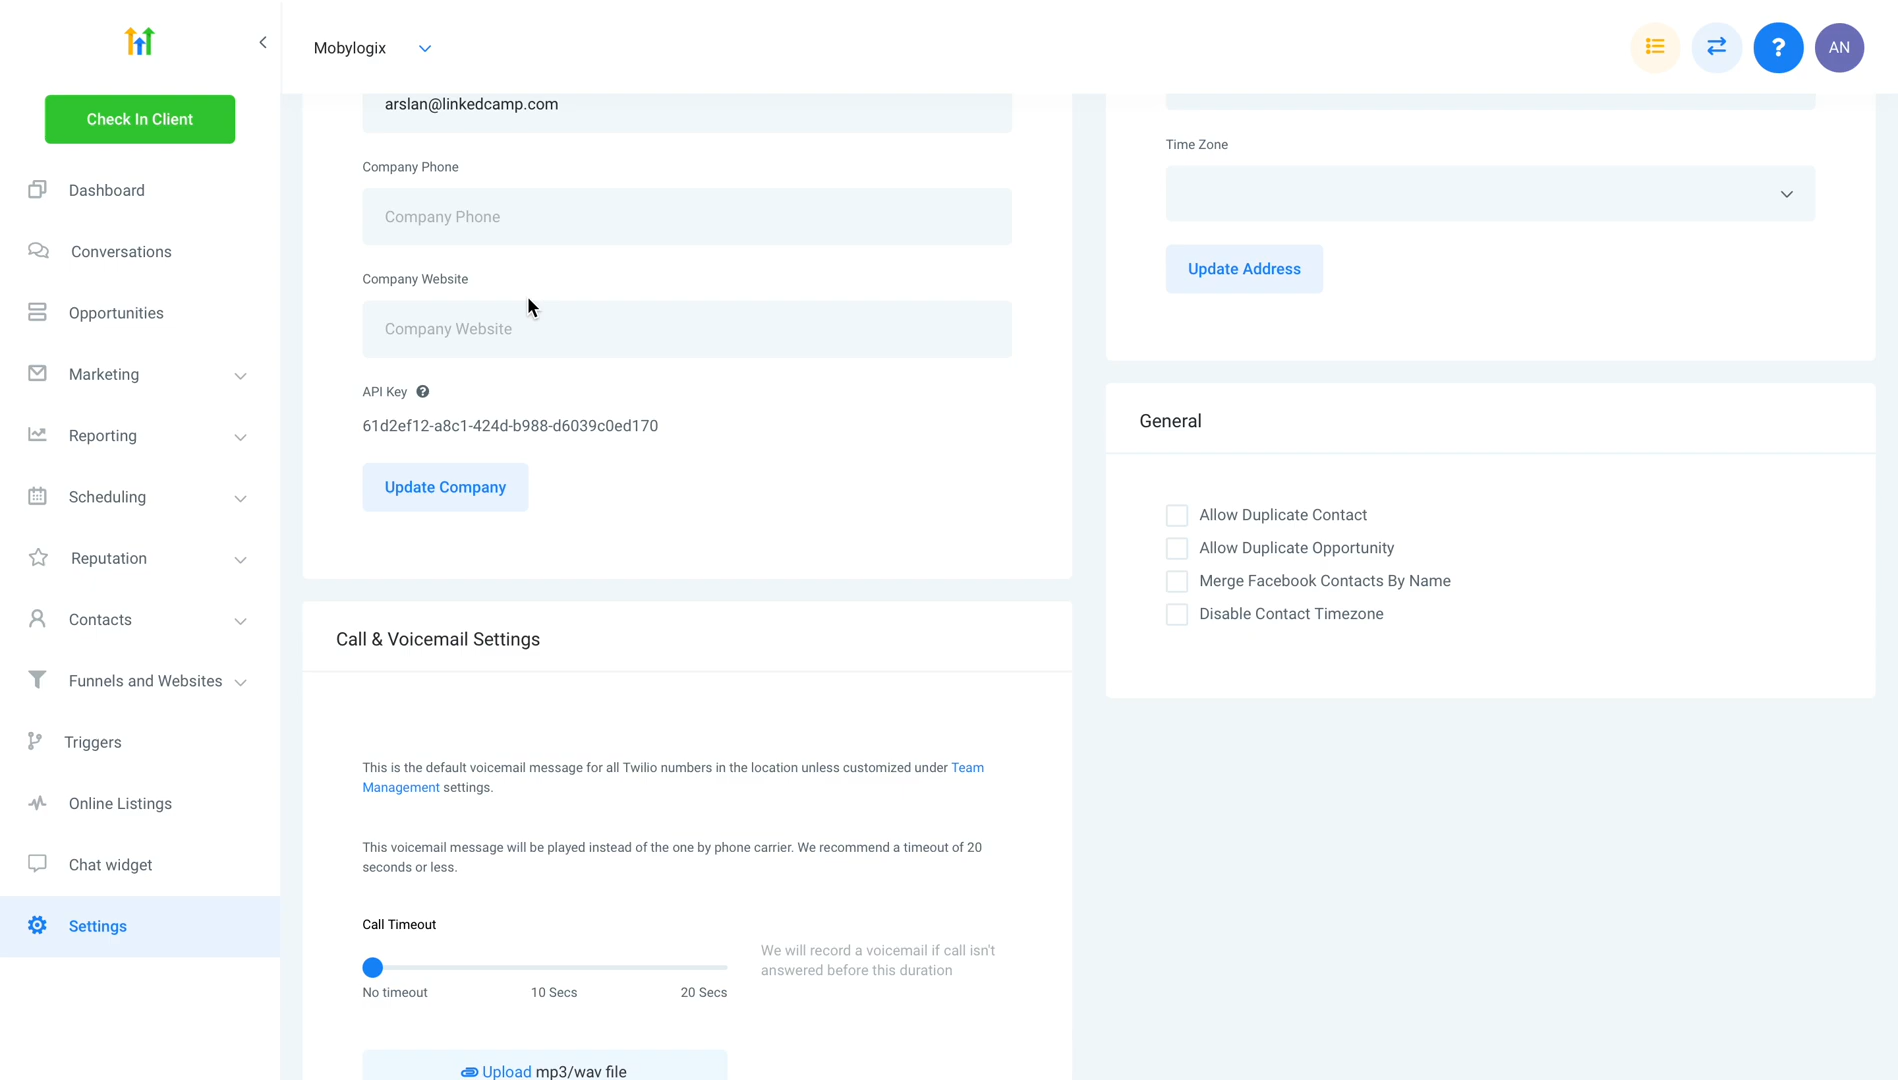 Mobylogix
?
AN
Check In Client
Dashboard
Conversations
Opportunities
Marketing
Reporting
Scheduling
Reputation
Contacts
Funnels and Websites
Triggers
Online Listings
Chat widget
Settings
arslan@linkedcamp.com
Company Phone
Company Phone
Company Website
Company Website
API Key ?
61d2ef12-a8c1-424d-b988-d6039c0ed170
Update Company
Call & Voicemail Settings
This is the default voicemail message for all Twilio numbers in the location unless customized under Team
Management settings.
This voicemail message will be played instead of the one by phone carrier. We recommend a timeout of 20
seconds or less.
Call Timeout
We will record a voicemail if call isn't
answered before this duration
No timeout 10 Secs 20 Secs
Upload mp3/wav file
Time Zone
Update Address
General
Allow Duplicate Contact
Allow Duplicate Opportunity
Merge Facebook Contacts By Name
Disable Contact Timezone